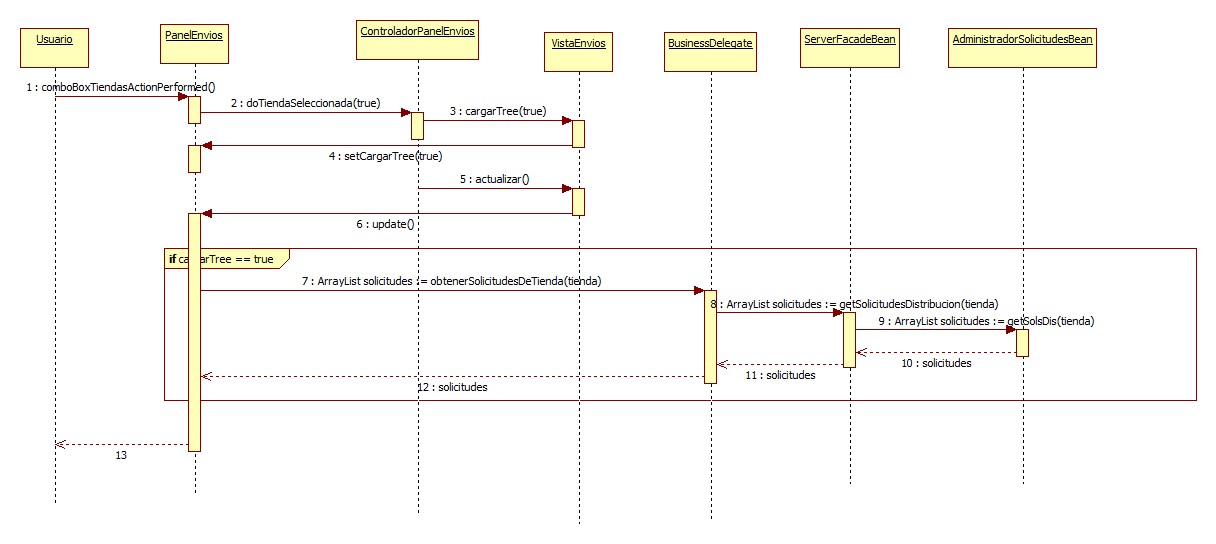 Usuario
PanelEnvios
ControladorPanelEnvios
VistaEnvios
BusinessDelegate
ServerFacadeBean
AdministradorSolicitudesBean
1 : comboBoxTiendasActionPerformed()
2 : doTiendaSeleccionada(true)
3 : cargarTree(true)
4 : setCargarTree(true)
5 : actualizar()
6 : update()
if cargarTree == true
7 : ArrayList solicitudes := obtenerSolicitudesDeTienda(tienda)
8 : ArrayList solicitudes := getSolicitudesDistribucion(tienda)
9 : ArrayList solicitudes := getSolsDis(tienda)
10 : solicitudes
11 : solicitudes
12 : solicitudes
13